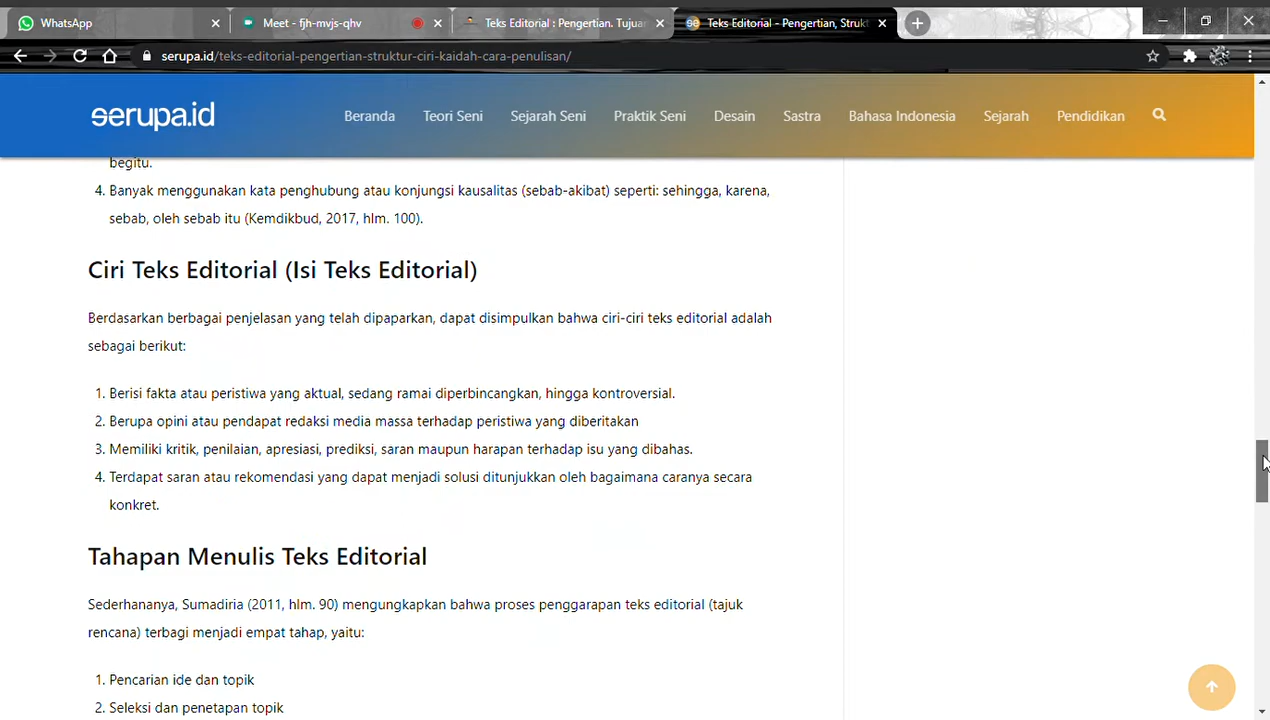 WhatsApp
Meet - fjh-mvjs-qhv
Teks Editorial : Pengertian. Tujuan
Teks Editorial - Pengertian, Strukt
serupa.id/teks-editorial-pengertian-struktur-ciri-kaidah-cara-penulisan/
serupa.id
Beranda
Teori Seni
Sejarah Seni
Praktik Seni
Desain
Sastra
Bahasa Indonesia
Sejarah
Pendidikan
begitu.
4. Banyak menggunakan kata penghubung atau konjungsi kausalitas (sebab-akibat) seperti: sehingga, karena,
sebab, oleh sebab itu (Kemdikbud, 2017, hlm. 100).
Ciri Teks Editorial (Isi Teks Editorial)
Berdasarkan berbagai penjelasan yang telah dipaparkan, dapat disimpulkan bahwa ciri-ciri teks editorial adalah
sebagai berikut:
1. Berisi fakta atau peristiwa yang aktual, sedang ramai diperbincangkan, hingga kontroversial.
2. Berupa opini atau pendapat redaksi media massa terhadap peristiwa yang diberitakan
3. Memiliki kritik, penilaian, apresiasi, prediksi, saran maupun harapan terhadap isu yang dibahas.
4. Terdapat saran atau rekomendasi yang dapat menjadi solusi ditunjukkan oleh bagaimana caranya secara
konkret.
Tahapan Menulis Teks Editorial
Sederhananya, Sumadiria (2011, hlm. 90) mengungkapkan bahwa proses penggarapan teks editorial (tajuk
rencana) terbagi menjadi empat tahap, yaitu:
1. Pencarian ide dan topik
2. Seleksi dan penetapan topik